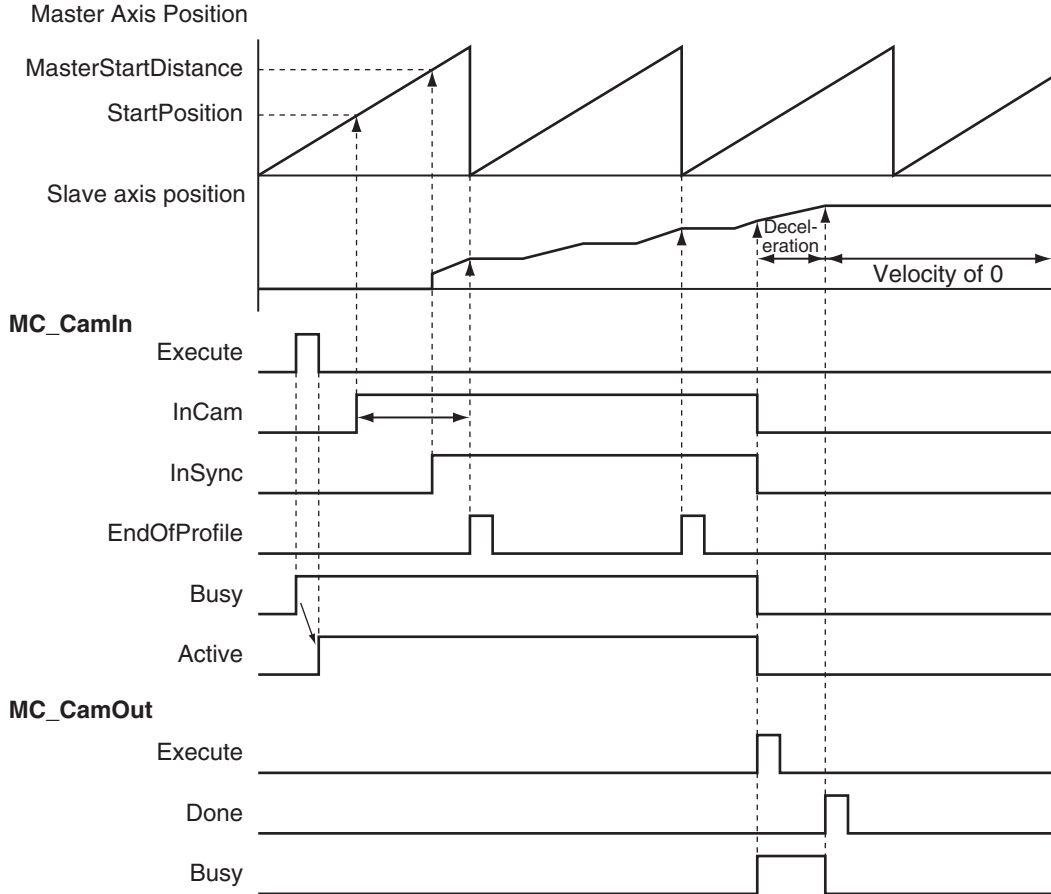 Master Axis Position
MasterStartDistance
StartPosition
Slave axis position
Decel-
eration
Velocity of 0
MC_CamIn
Execute
InCam
InSync
EndOfProfile
Busy
Active
MC_CamOut
Execute
Done
Busy